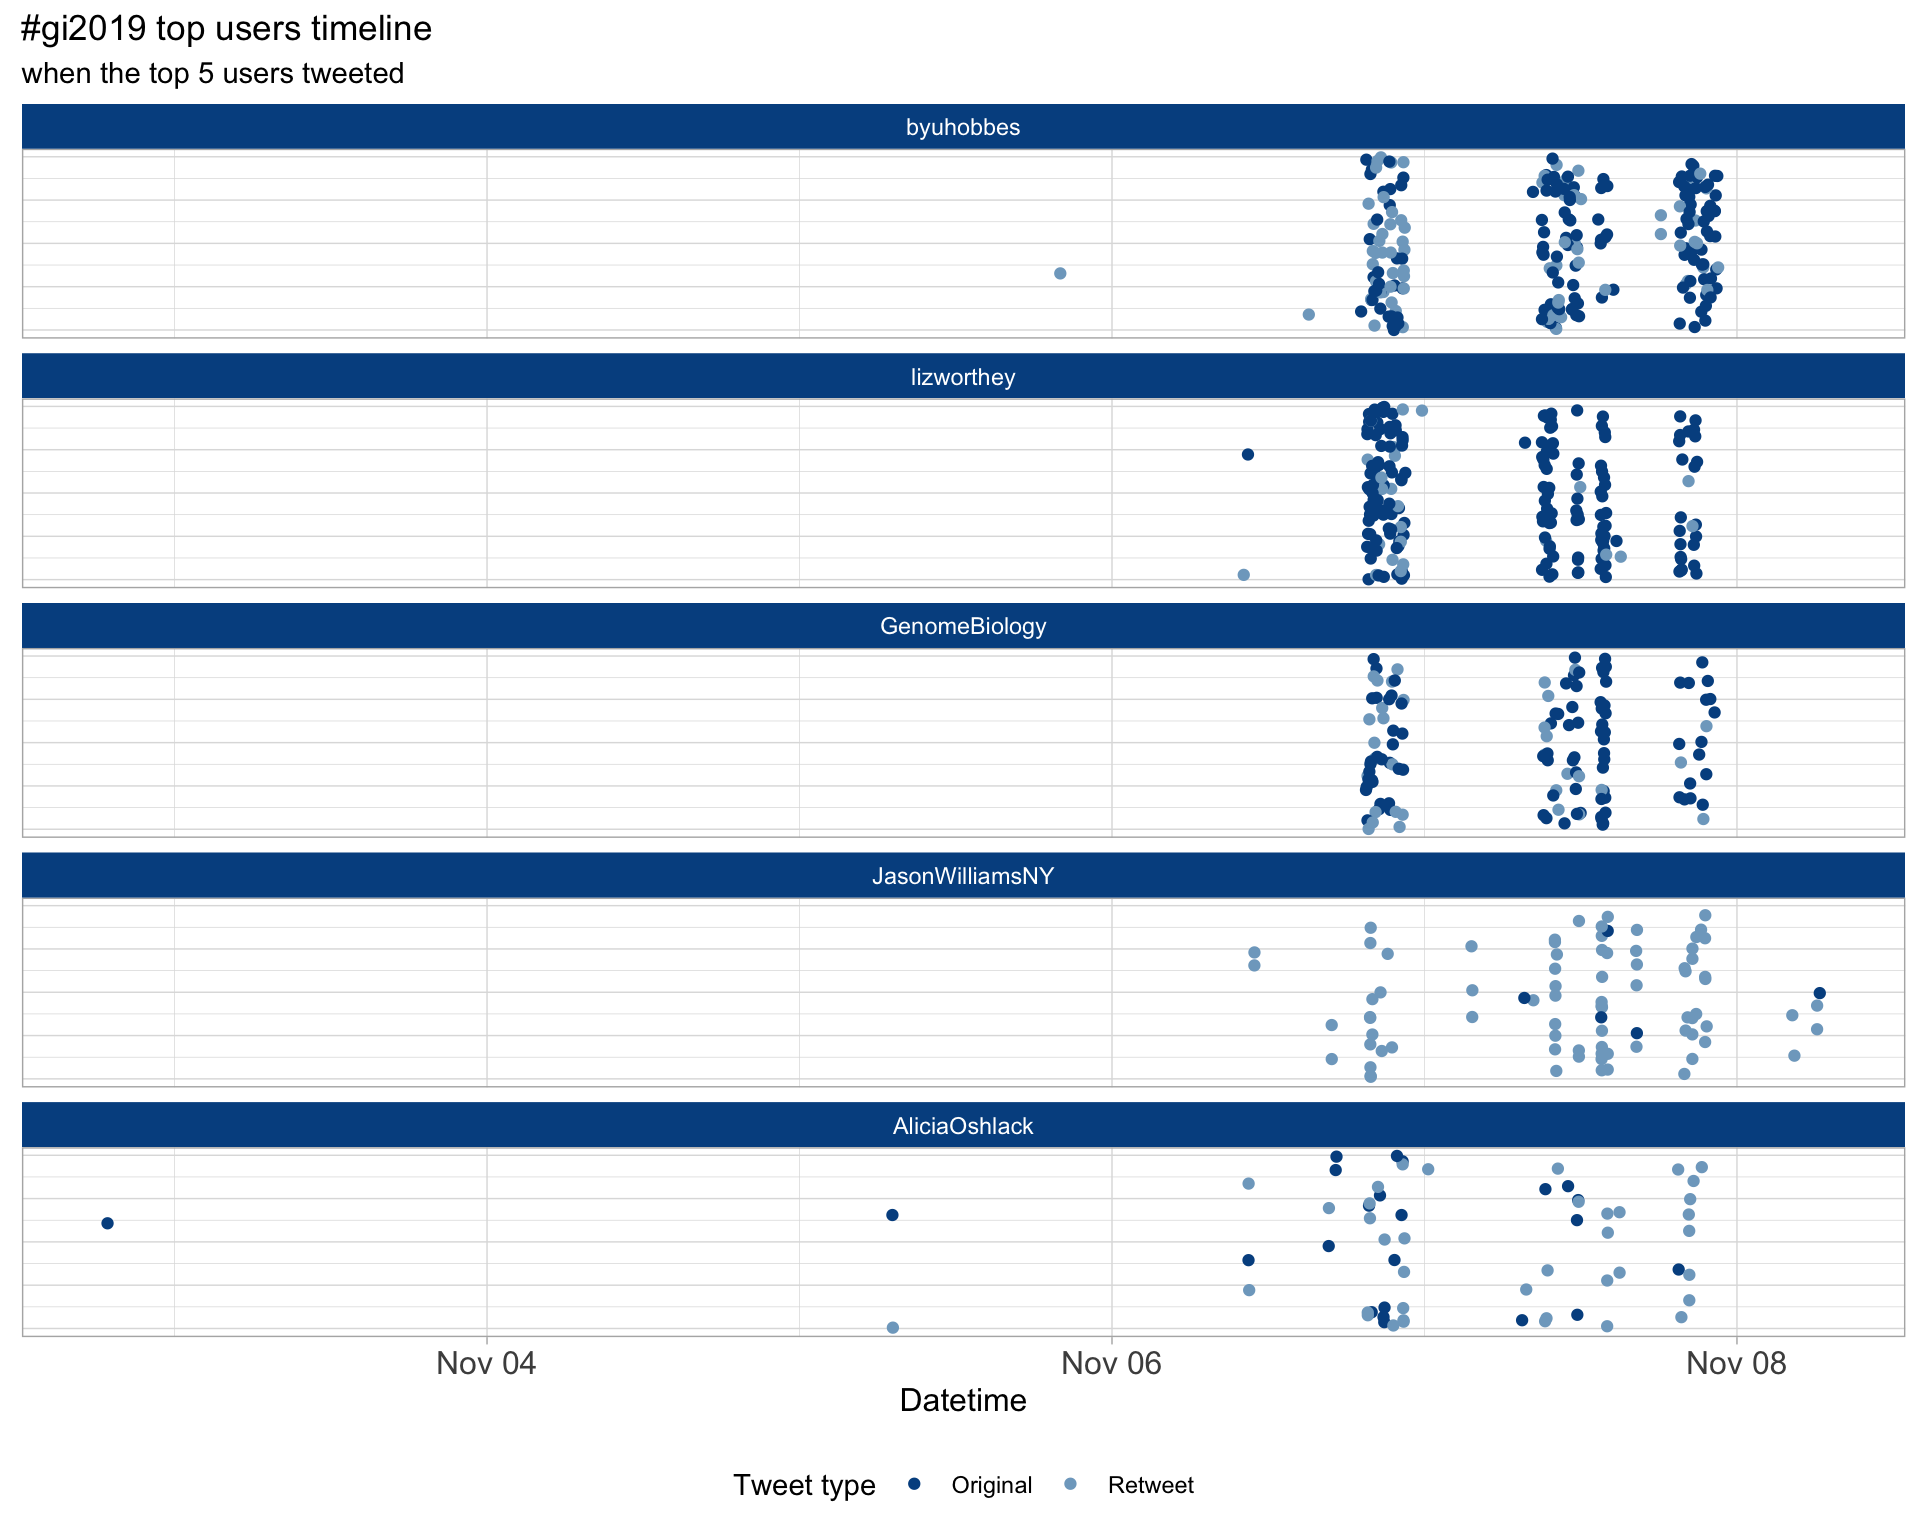 #gi2019 top users timeline
when the top 5 users tweeted
byuhobbes
lizworthey
GenomeBiology
JasonWilliamsNY
AliciaOshlack
Nov 04 Nov 06 Nov 08
Datetime
Tweet type Original Retweet